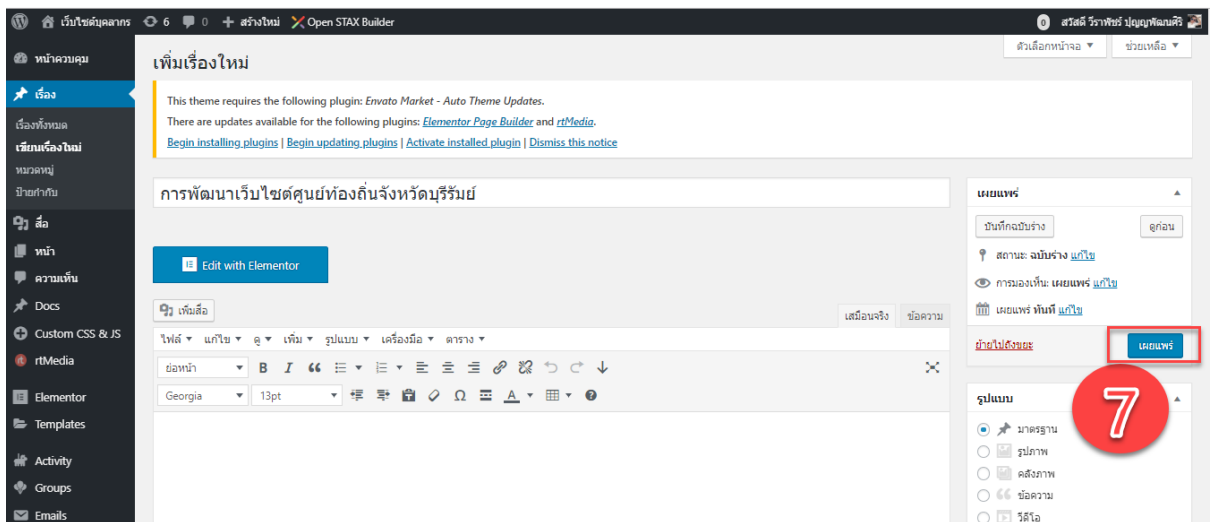 เว็บไซต์บุคลากร 6 0 + สร้างใหม่ Open STAX Builder 0 สวัสดี วีราพัชร์ ปุญญพัฒนศิริ
ตัวเลือกหน้าจอ ช่วยเหลือ
หน้าควบคุม
เรื่อง
เรื่องทั้งหมด
เขียนเรื่องใหม่
หมวดหมู่
ป้ายกำกับ
สื่อ
หน้า
ความเห็น
Docs
Custom CSS & JS
rtMedia
Elementor
Templates
Activity
Groups
Emails
เพิ่มเรื่องใหม่
This theme requires the following plugin: Envato Market - Auto Theme Updates.
There are updates available for the following plugins: Elementor Page Builder and rtMedia.
Begin installing plugins | Begin updating plugins | Activate installed plugin | Dismiss this notice
การพัฒนาเว็บไซต์ศูนย์ท้องถิ่นจังหวัดบุรีรัมย์
Edit with Elementor
เพิ่มสื่อ
เสมือนจริง ข้อความ
ไฟล์ แก้ไข ดู เพิ่ม รูปแบบ เครื่องมือ ตาราง
ย่อหน้า B I
Georgia 13pt Ω A
เผยแพร่
บันทึกฉบับร่าง ดูก่อน
สถานะ: ฉบับร่าง แก้ไข
การมองเห็น: เผยแพร่ แก้ไข
เผยแพร่ ทันที แก้ไข
ย้ายไปถังขยะ เผยแพร่
7
รูปแบบ
มาตรฐาน
รูปภาพ
คลังภาพ
ข้อความ
วิดีโอ